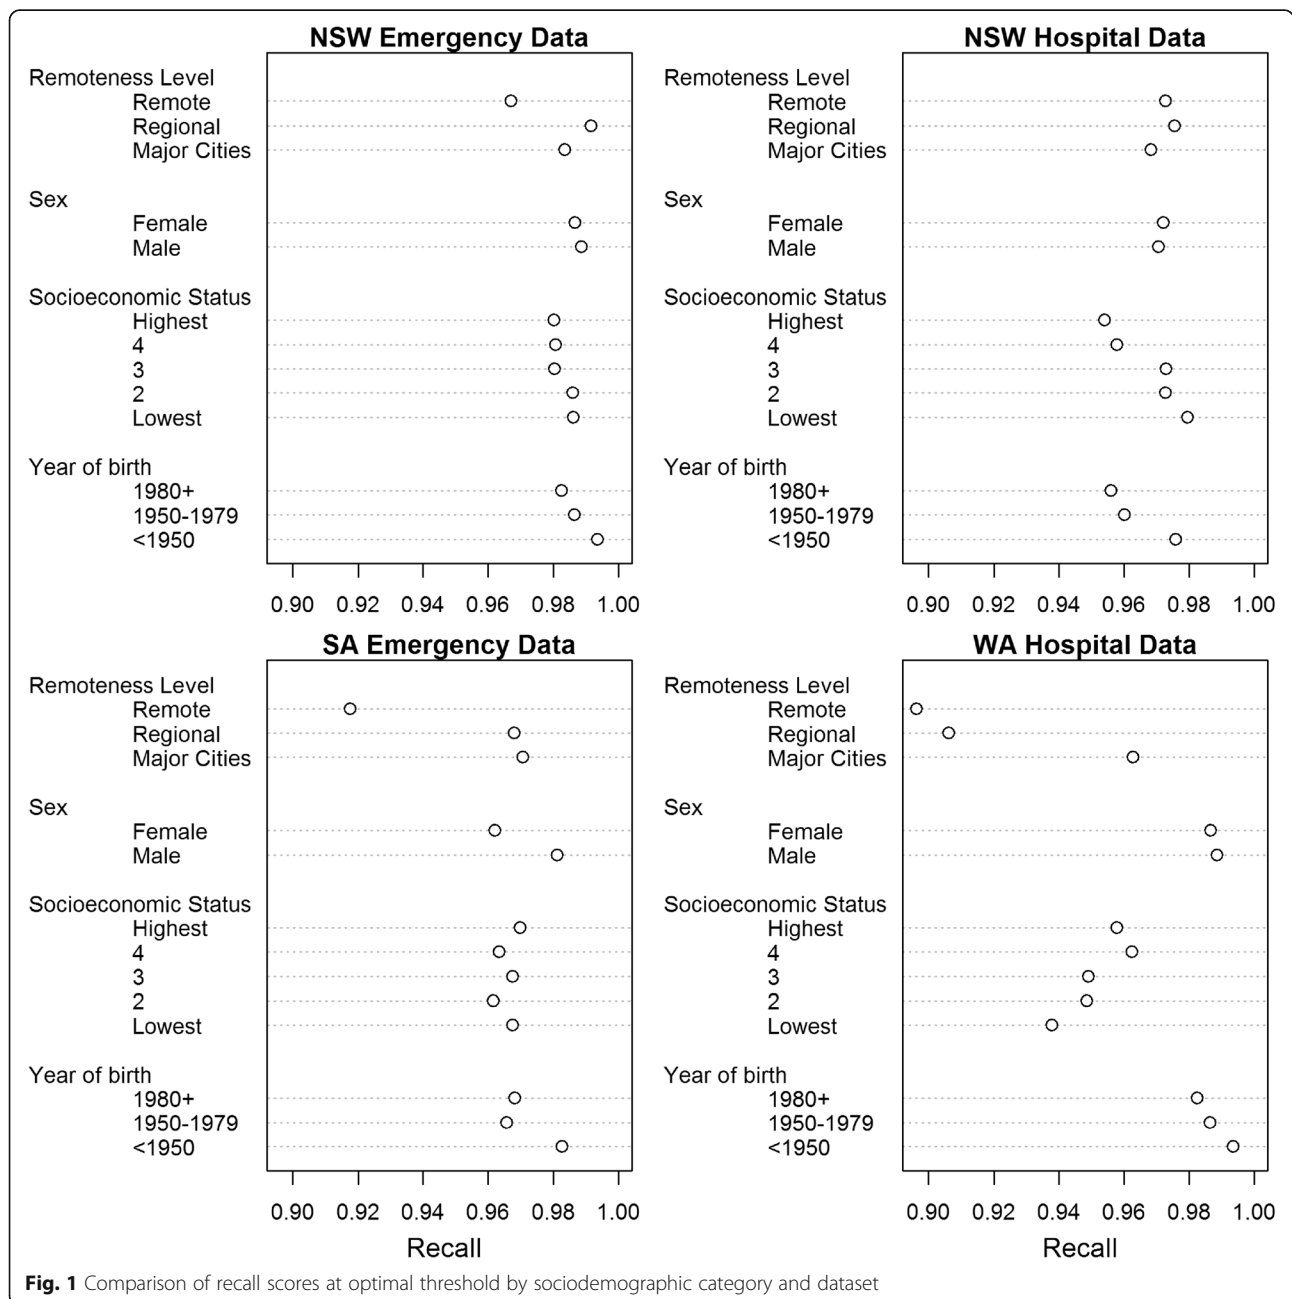 NSW Emergency Data
Remoteness Level
Remote
Regional
Major Cities
Sex
Female
Male
Socioeconomic Status
Highest
4
3
2
Lowest
Year of birth
1980+
1950-1979
<1950
0.90 0.92 0.94 0.96 0.98 1.00
NSW Hospital Data
Remoteness Level
Remote
Regional
Major Cities
Sex
Female
Male
Socioeconomic Status
Highest
4
3
2
Lowest
Year of birth
1980+
1950-1979
<1950
0.90 0.92 0.94 0.96 0.98 1.00
SA Emergency Data
Remoteness Level
Remote
Regional
Major Cities
Sex
Female
Male
Socioeconomic Status
Highest
4
3
2
Lowest
Year of birth
1980+
1950-1979
<1950
0.90 0.92 0.94 0.96 0.98 1.00
Recall
WA Hospital Data
Remoteness Level
Remote
Regional
Major Cities
Sex
Female
Male
Socioeconomic Status
Highest
4
3
2
Lowest
Year of birth
1980+
1950-1979
<1950
0.90 0.92 0.94 0.96 0.98 1.00
Recall
Fig. 1 Comparison of recall scores at optimal threshold by sociodemographic category and dataset